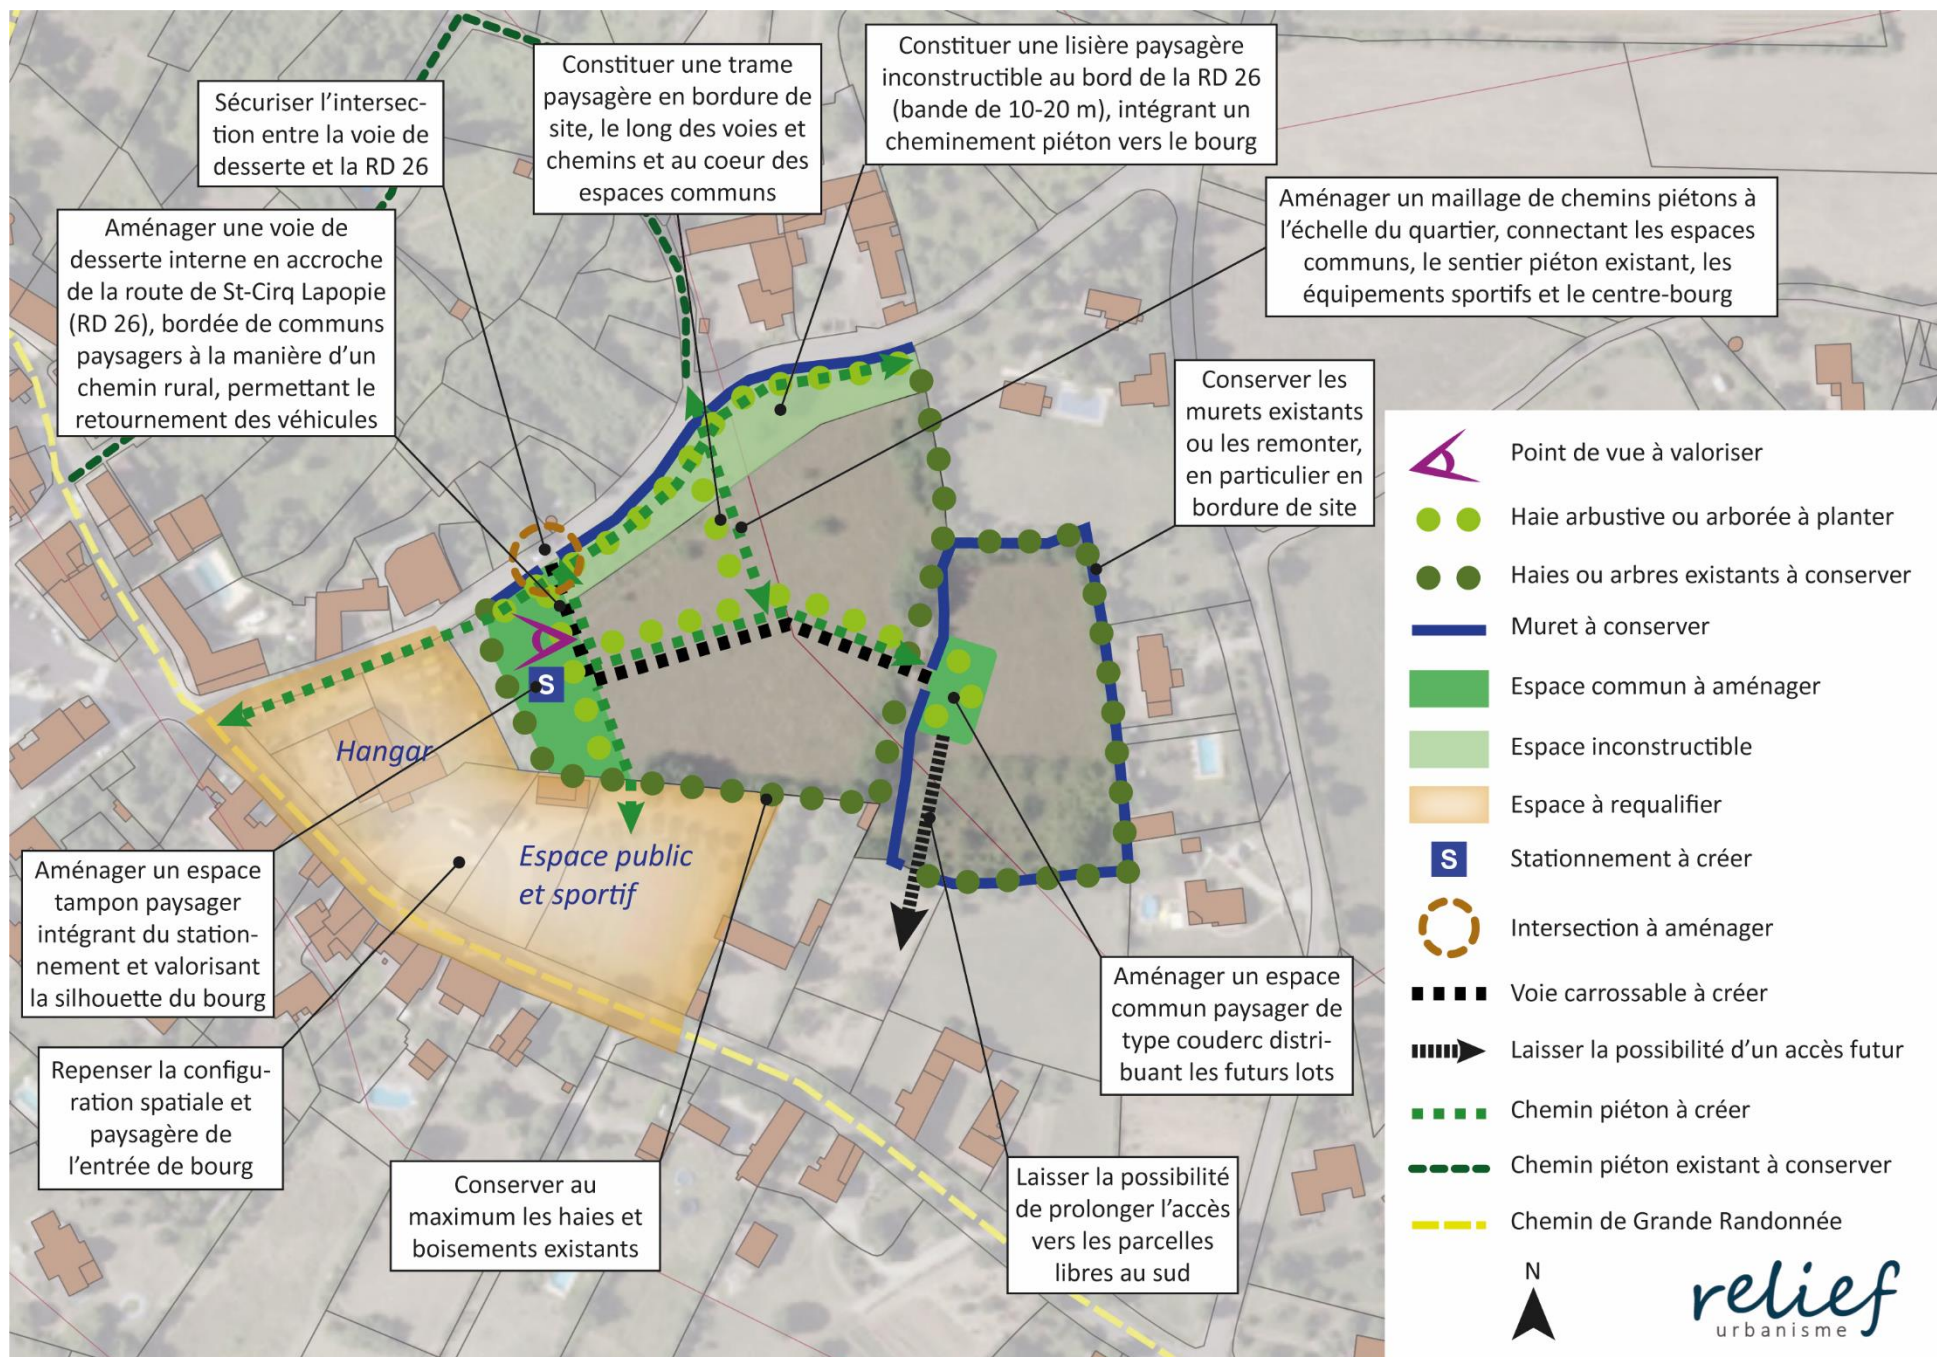 Sécuriser l'intersec-
tion entre la voie de
desserte et la RD 26
Constituer une trame
paysagère en bordure de
site, le long des voies et
chemins et au coeur des
espaces communs
Constituer une lisière paysagère
inconstructible au bord de la RD 26
(bande de 10-20 m), intégrant un
cheminement piéton vers le bourg
Aménager une voie de
desserte interne en accroche
de la route de St-Cirq Lapopie
(RD 26), bordée de communs
paysagers à la manière d'un
chemin rural, permettant le
retournement des véhicules
Aménager un maillage de chemins piétons à
l'échelle du quartier, connectant les espaces
communs, le sentier piéton existant, les
équipements sportifs et le centre-bourg
Conserver les
murets existants
ou les remonter,
en particulier en
bordure de site
S
Hangar
Espace public
et sportif
Aménager un espace
tampon paysager
intégrant du station-
nement et valorisant
la silhouette du bourg
Repenser la configu-
ration spatiale et
paysagère de
l'entrée de bourg
Conserver au
maximum les haies et
boisements existants
Laisser la possibilité
de prolonger l'accès
vers les parcelles
libres au sud
Aménager un espace
commun paysager de
type couderc distri-
buant les futurs lots
Point de vue à valoriser
Haie arbustive ou arborée à planter
Haies ou arbres existants à conserver
Muret à conserver
Espace commun à aménager
Espace inconstructible
Espace à requalifier
S Stationnement à créer
Intersection à aménager
Voie carrossable à créer
Laisser la possibilité d'un accès futur
Chemin piéton à créer
Chemin piéton existant à conserver
Chemin de Grande Randonnée
N
relief
urbanisme